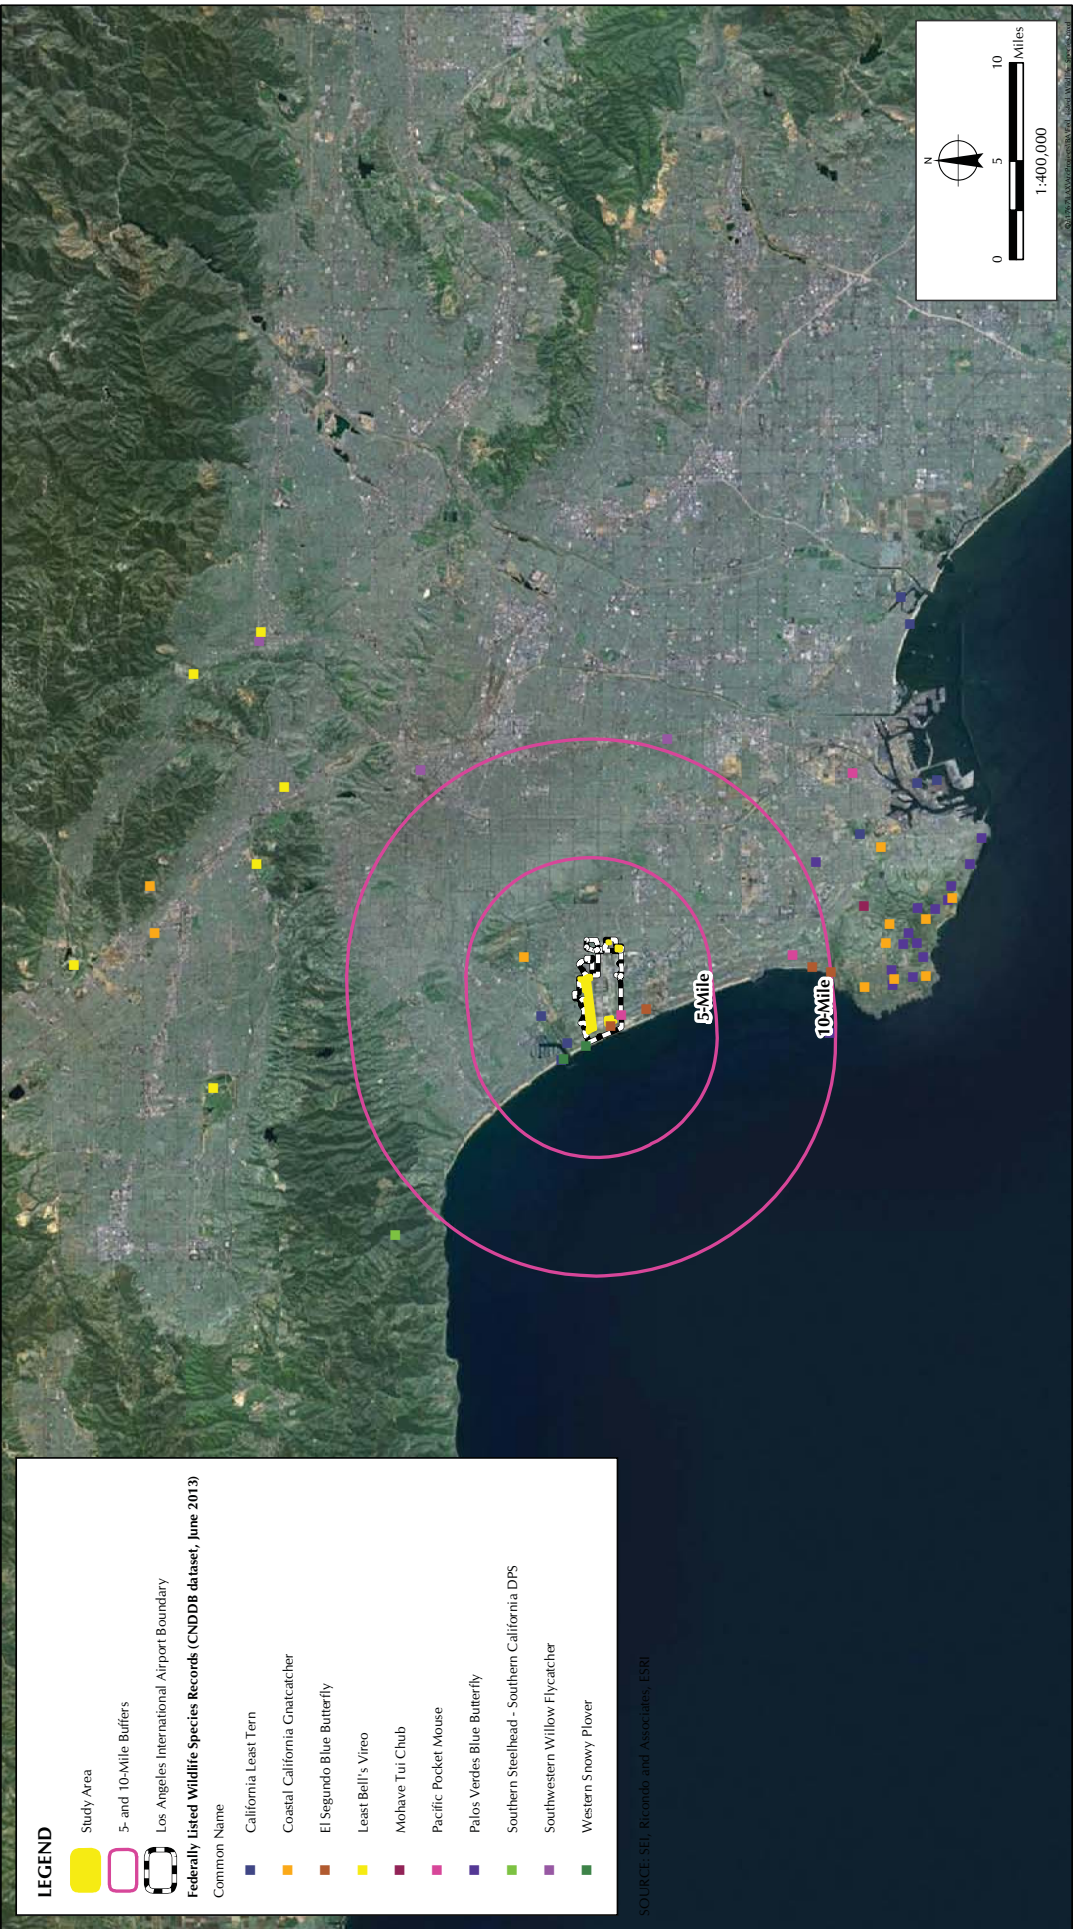 LEGEND
Study Area
5- and 10-Mile Buffers
Los Angeles International Airport Boundary
Federally Listed Wildlife Species Records (CNDDB dataset, June 2013)
Common Name
California Least Tern
Coastal California Gnatcatcher
El Segundo Blue Butterfly
Least Bell's Vireo
Mohave Tui Chub
Pacific Pocket Mouse
Palos Verdes Blue Butterfly
Southern Steelhead - Southern California DPS
Southwestern Willow Flycatcher
Western Snowy Plover
SOURCE: SEI, Ricondo and Associates, ESRI
5-Mile
10-Mile
N
0 5 10
Miles
1:400,000